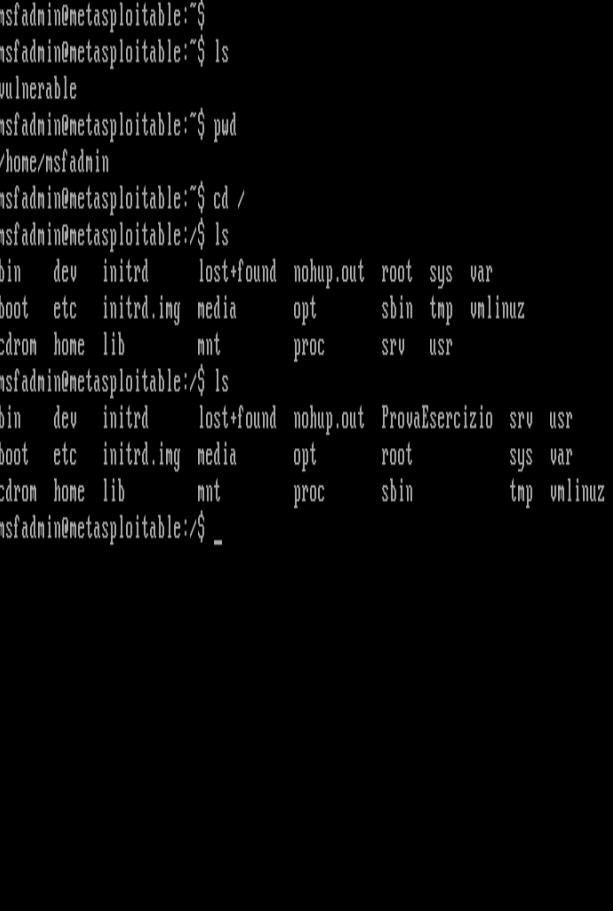 msfadmin@metasploitable:~$
msfadmin@metasploitable:~$ ls
vulnerable
msfadmin@metasploitable:~$ pwd
/home/msfadmin
msfadmin@metasploitable:~$ cd /
msfadmin@metasploitable:/$ ls
bin dev initrd lost+found nohup.out root sys var
boot etc initrd.img media opt sbin tmp vmlinuz
cdrom home lib mnt proc srv usr
msfadmin@metasploitable:/$ ls
bin dev initrd lost+found nohup.out ProvaEsercizio srv usr
boot etc initrd.img media opt root sys var
cdrom home lib mnt proc sbin tmp vmlinuz
msfadmin@metasploitable:/$ _